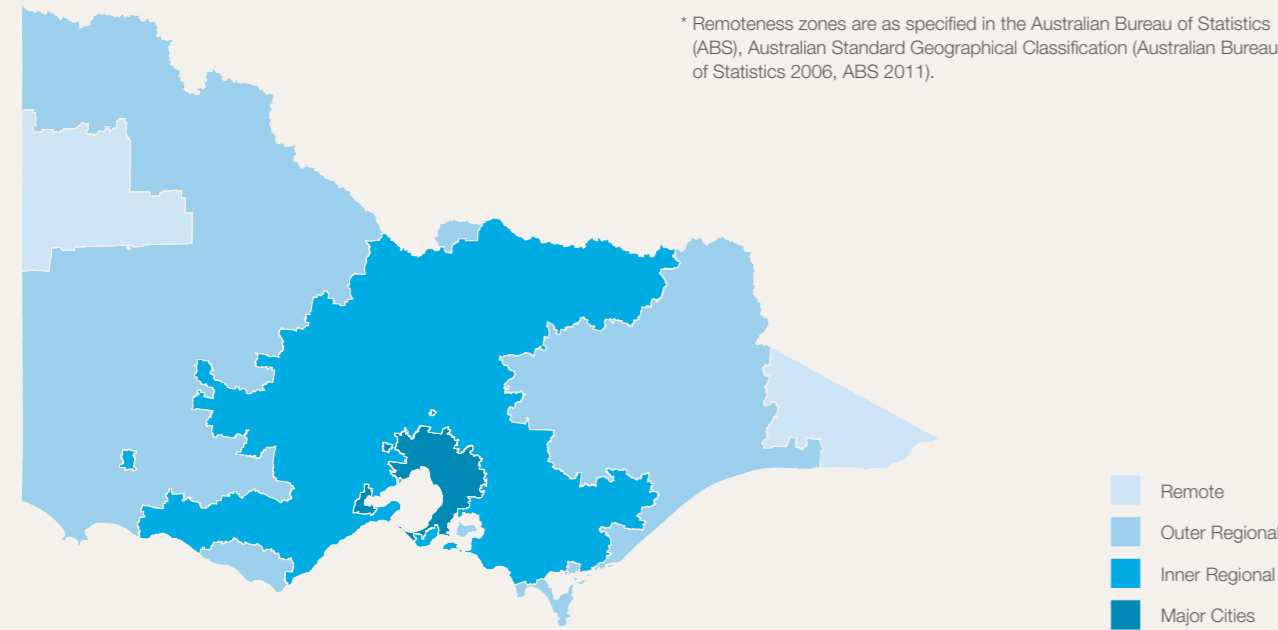 * Remoteness zones are as specified in the Australian Bureau of Statistics
(ABS), Australian Standard Geographical Classification (Australian Bureau
of Statistics 2006, ABS 2011).
Remote
Outer Regional
Inner Regional
Major Cities